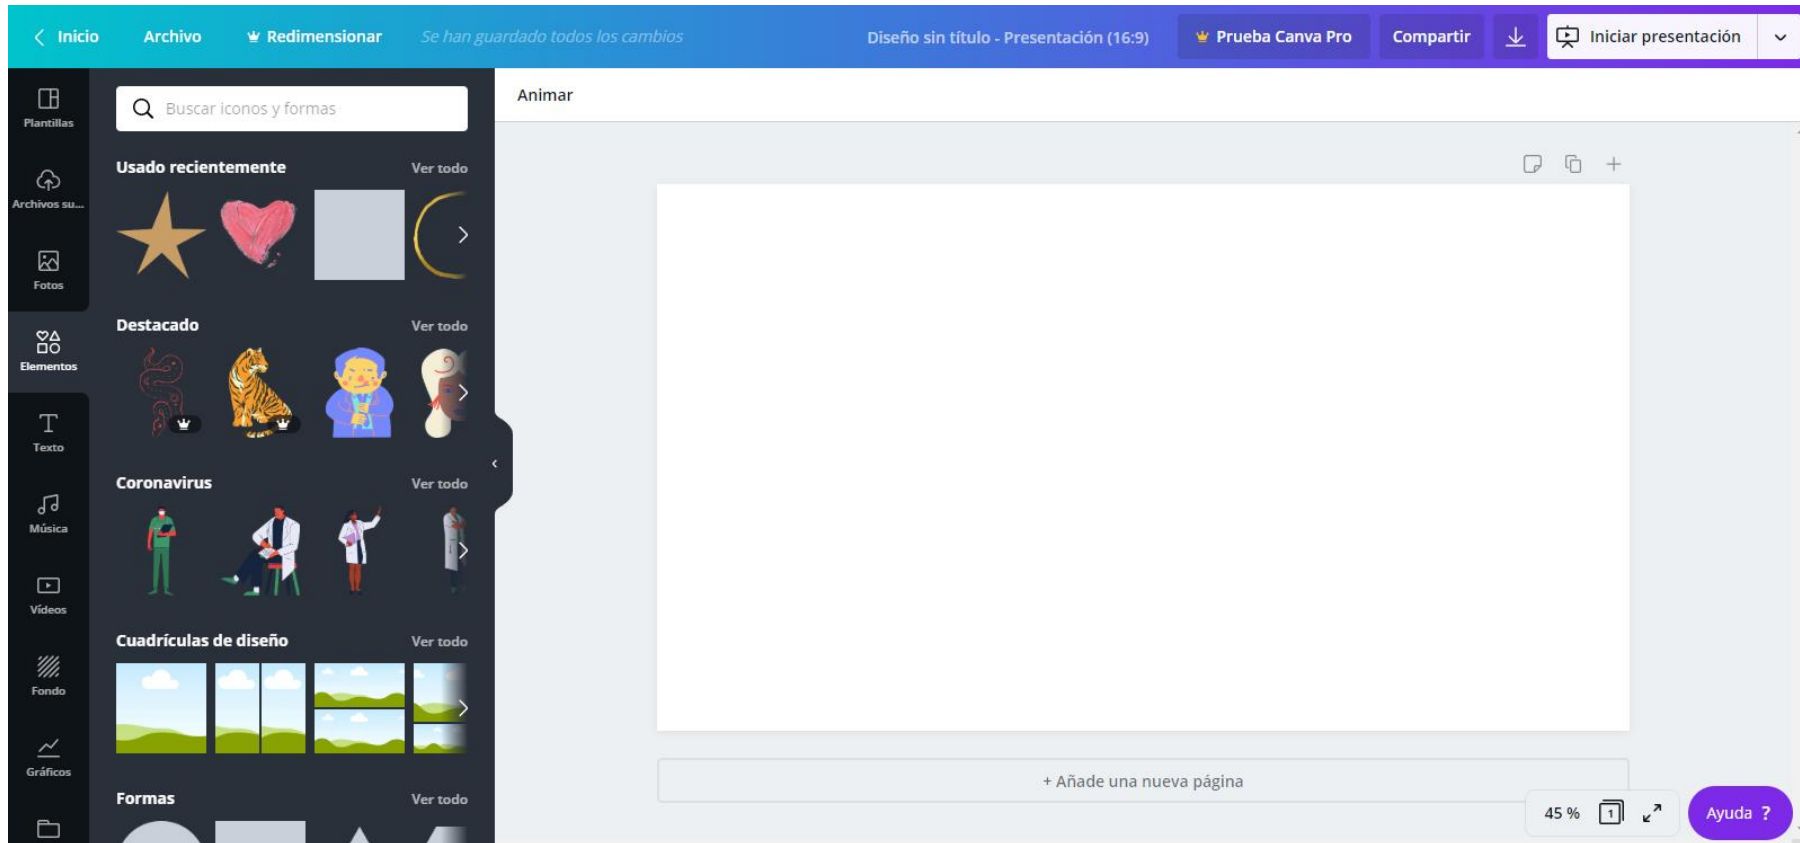 Inicio Archivo Redimensionar Se han guardado todos los cambios Diseño sin título - Presentación (16:9) Prueba Canva Pro Compartir Iniciar presentación
Plantillas
Archivos su...
Fotos
Elementos
Texto
Música
Vídeos
Fondo
Gráficos
Buscar iconos y formas
Usado recientemente Ver todo
Destacado Ver todo
Coronavirus Ver todo
Cuadrículas de diseño Ver todo
Formas Ver todo
Animar
+ Añade una nueva página
45 % 1 Ayuda ?